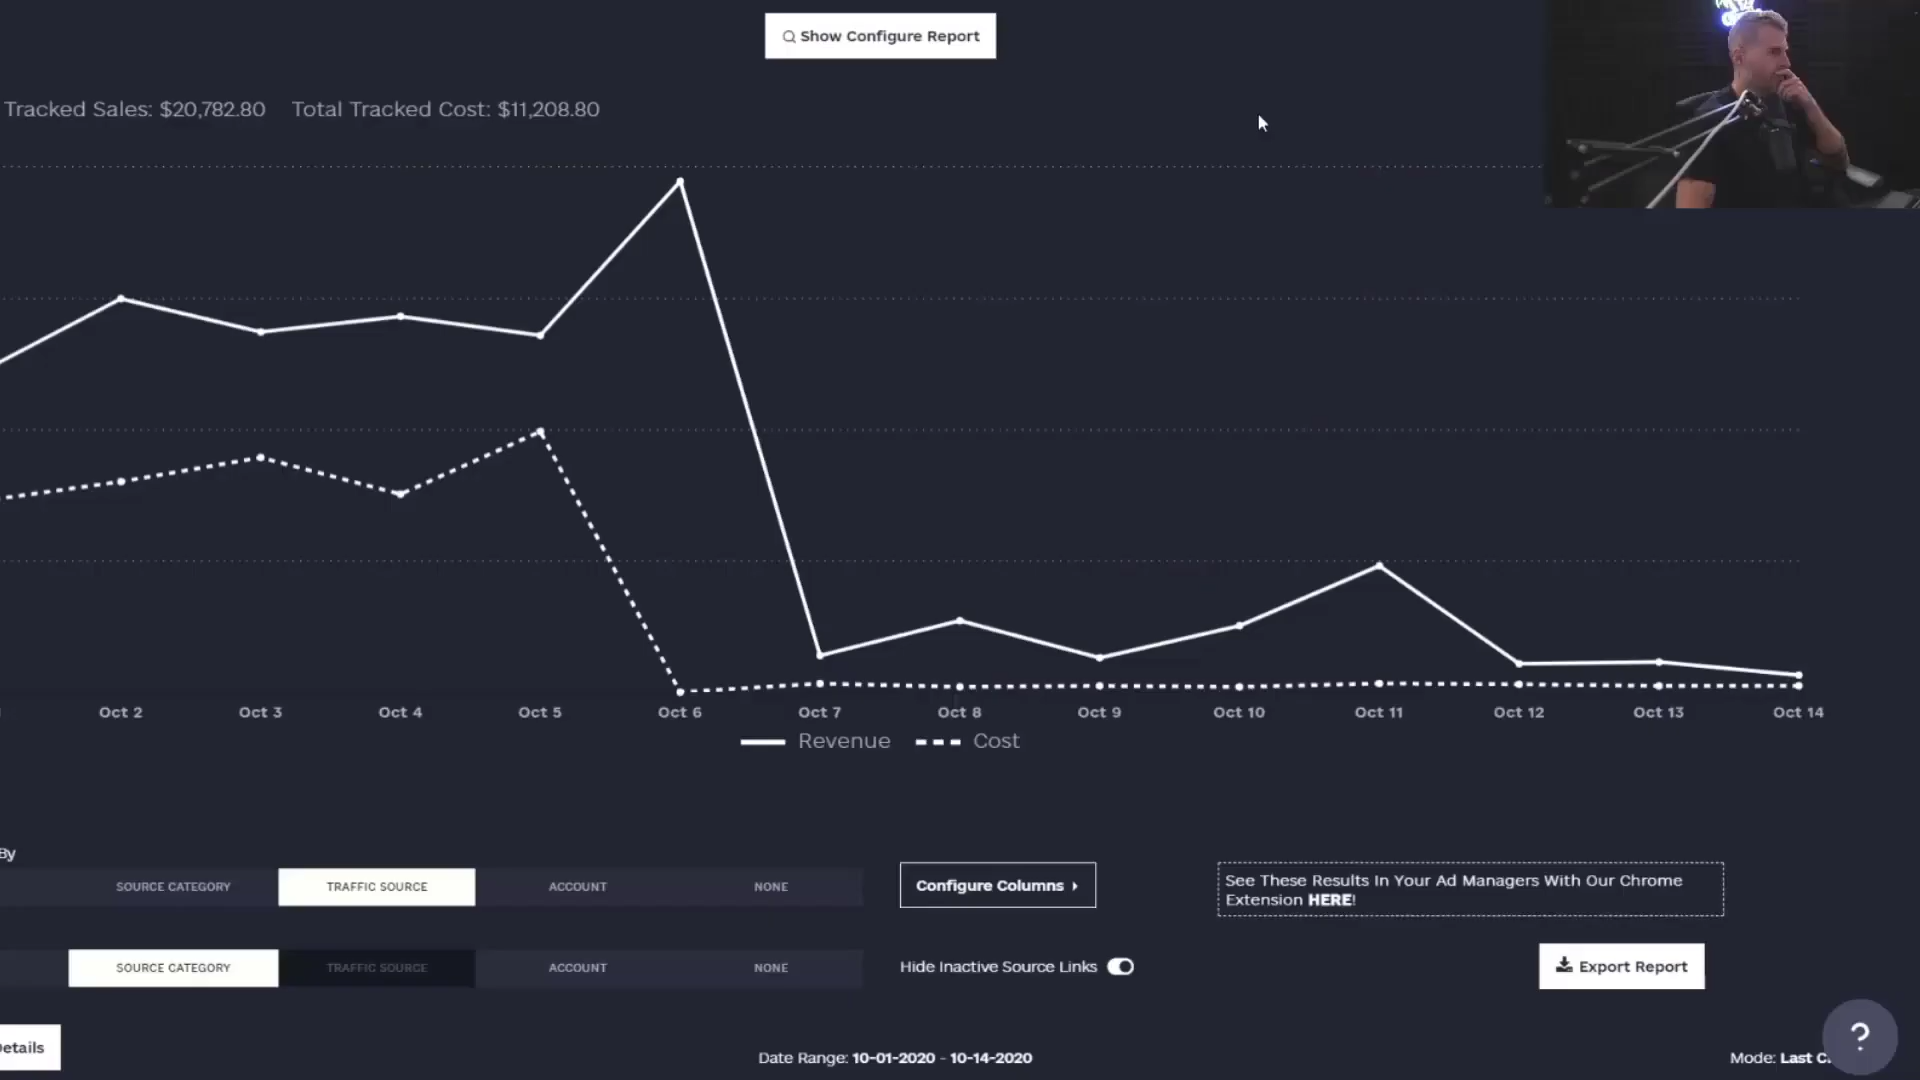 Show Configure Report
Tracked Sales: $20,782.80 Total Tracked Cost: $11,208.80
Oct 2 Oct 3 Oct 4 Oct 5 Oct 6 Oct 7 Oct 8 Oct 9 Oct 10 Oct 11 Oct 12 Oct 13 Oct 14
Revenue Cost
By
SOURCE CATEGORY TRAFFIC SOURCE ACCOUNT NONE
Configure Columns
See These Results In Your Ad Managers With Our Chrome
Extension HERE!
SOURCE CATEGORY TRAFFIC SOURCE ACCOUNT NONE
Hide Inactive Source Links
Export Report
etails
Date Range: 10-01-2020 - 10-14-2020
Mode: Last C
?